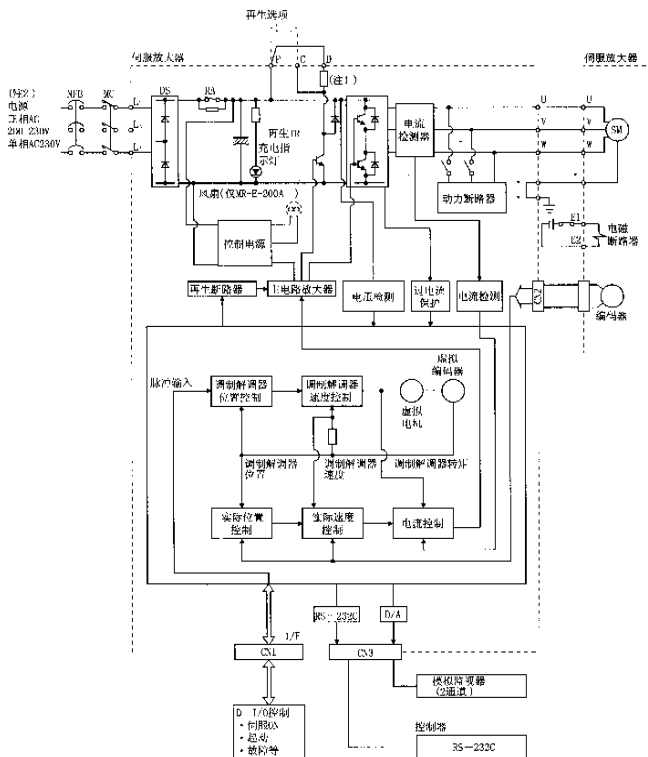 再生选项
伺服放大器
伺服放大器
P C D
(注1)
(注2)
电源
三相AC
200-230V
单相AC230V
NFB
MC
DS
RA
L1
L2
L3
再生TR
充电指
示灯
电流
检测器
U
V
W
U
V
W
SM
动力断路器
风扇(仅MR-E-200A )
控制电源
E1
E2
电磁
断路器
再生断路器
主电路放大器
电压检测
过电流
保护
电流检测
CN2
编码器
脉冲输入
调制解调器
位置控制
调制解调器
速度控制
虚拟
编码器
虚拟
电机
调制解调器
位置
调制解调器
速度
调制解调器转矩
实际位置
控制
实际速度
控制
电流控制
RS-232C
D/A
I/F
CN1
CN3
D I/O控制
·伺服ON
·起动
·故障等
模拟监视器
(2通道)
控制器
RS-232C